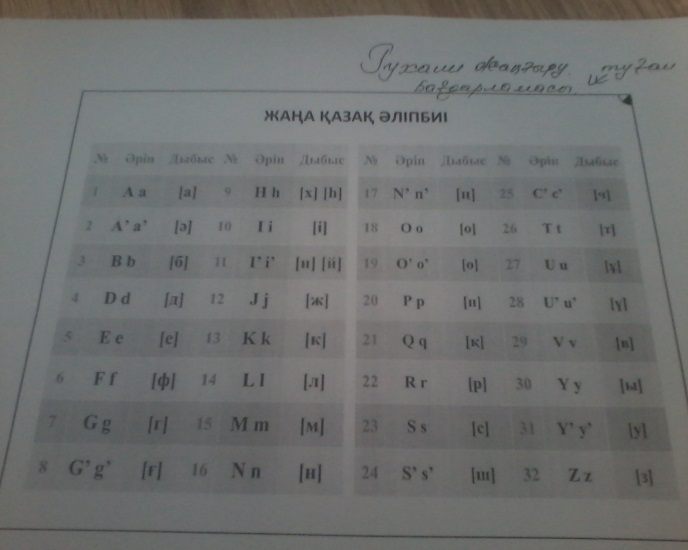 Рухани жаңғыру. туған
бағдарламасы.
ЖАҢА ҚАЗАҚ ӘЛІПБИІ
№ Әріп Дыбыс № Әріп Дыбыс № Әріп Дыбыс № Әріп Дыбыс
1 A a [а] 9 H h [х] [һ] 17 N’ n’ [ң] 25 C’ c’ [ч]
2 A’ a’ [ә] 10 I i [і] 18 O o [о] 26 T t [т]
3 B b [б] 11 I’ i’ [и] [й] 19 O’ o’ [ө] 27 U u [ұ]
4 D d [д] 12 J j [ж] 20 P p [п] 28 U’ u’ [ү]
5 E e [е] 13 K k [к] 21 Q q [қ] 29 V v [в]
6 F f [ф] 14 L l [л] 22 R r [р] 30 Y y [ы]
7 G g [г] 15 M m [м] 23 S s [с] 31 Y’ y’ [у]
8 G’ g’ [ғ] 16 N n [н] 24 S’ s’ [ш] 32 Z z [з]